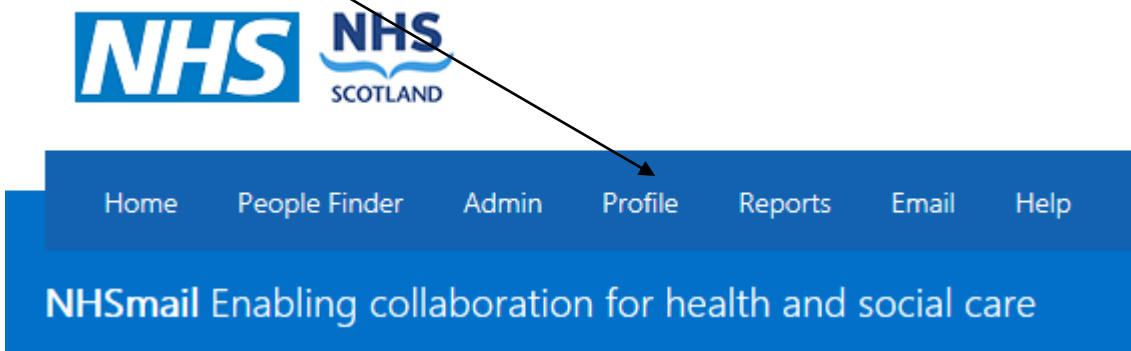 NHS NHS
SCOTLAND
Home People Finder Admin Profile Reports Email Help
NHSmail Enabling collaboration for health and social care